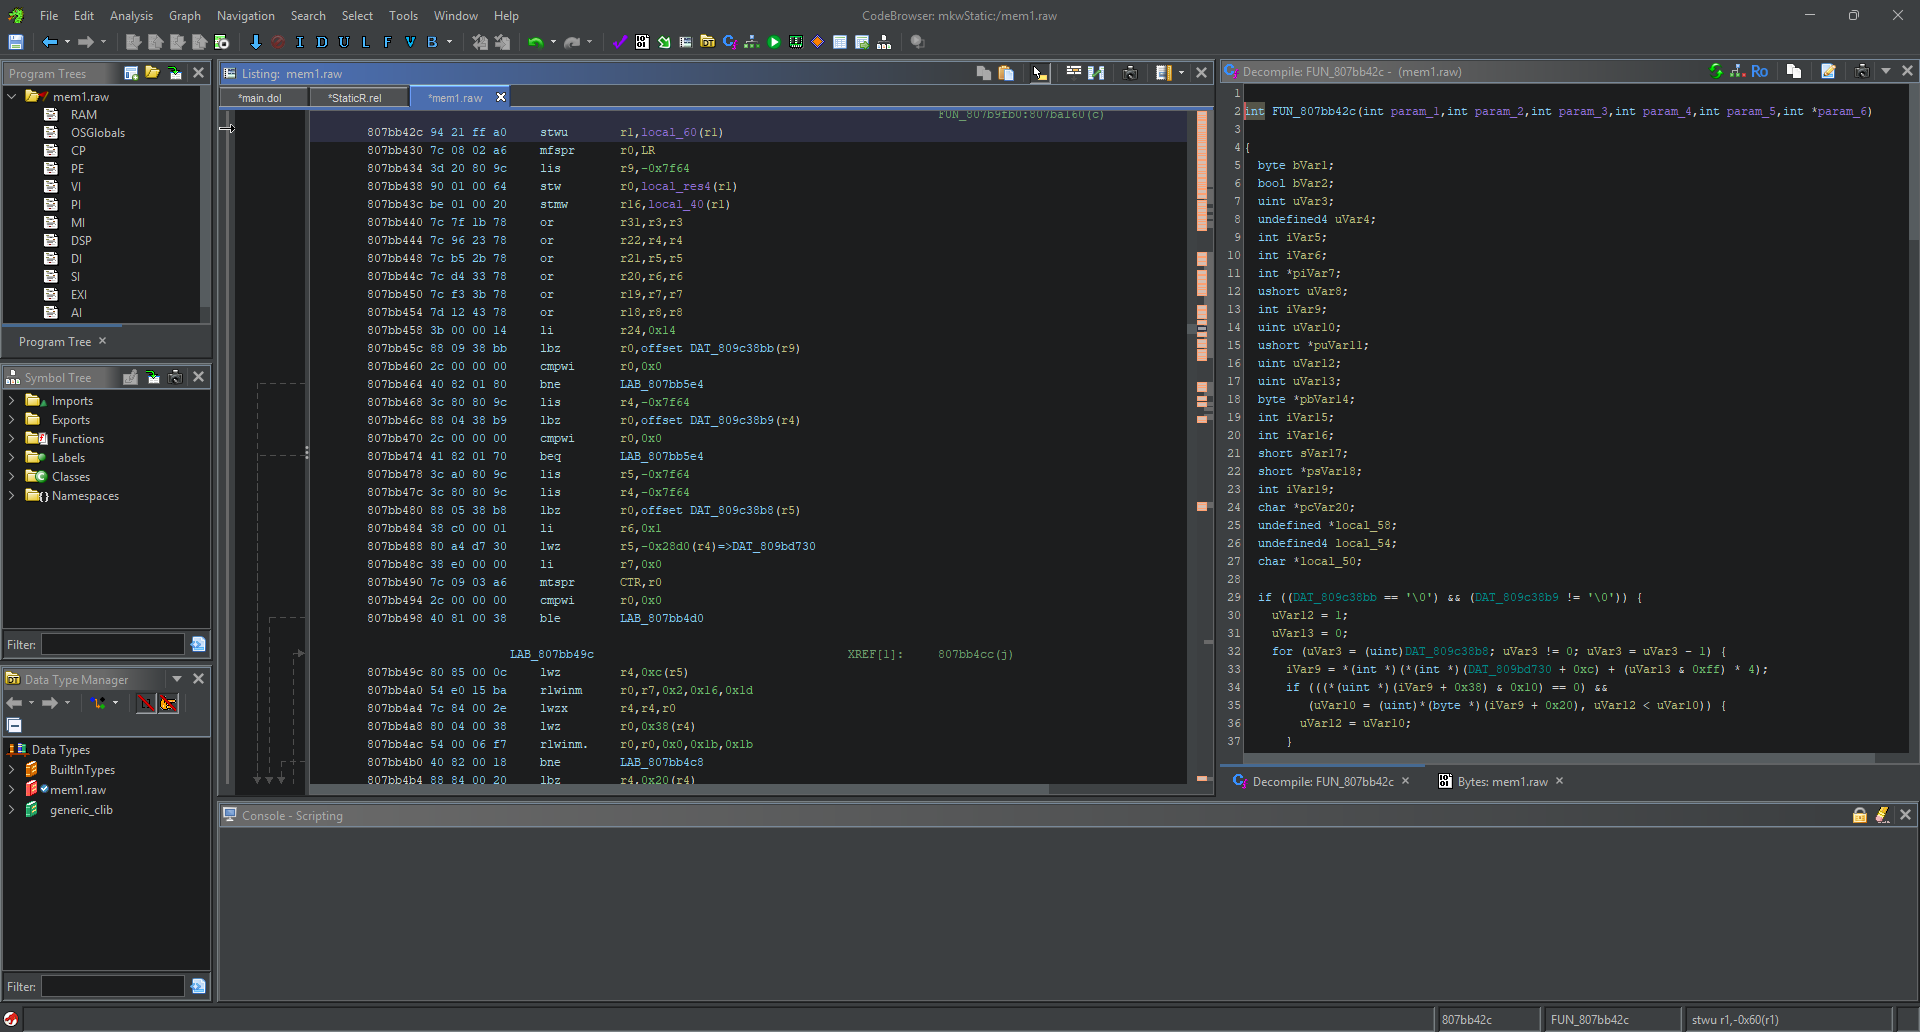 File Edit Analysis Graph Navigation Search Select Tools Window Help
CodeBrowser: mkwStatic:/mem1.raw
I D U L F V B
Program Trees
mem1.raw
RAM
OSGlobals
CP
PE
VI
PI
MI
DSP
DI
SI
EXI
AI
Program Tree
Symbol Tree
Imports
Exports
Functions
Labels
Classes
Namespaces
Filter:
Data Type Manager
Data Types
BuiltInTypes
mem1.raw
generic_clib
Filter:
Listing: mem1.raw
*main.dol *StaticR.rel *mem1.raw
FUN_807b9fb0:807ba160(c)
807bb42c 94 21 ff a0 stwu r1,local_60(r1)
807bb430 7c 08 02 a6 mfspr r0,LR
807bb434 3d 20 80 9c lis r9,-0x7f64
807bb438 90 01 00 64 stw r0,local_res4(r1)
807bb43c be 01 00 20 stmw r16,local_40(r1)
807bb440 7c 7f 1b 78 or r31,r3,r3
807bb444 7c 96 23 78 or r22,r4,r4
807bb448 7c b5 2b 78 or r21,r5,r5
807bb44c 7c d4 33 78 or r20,r6,r6
807bb450 7c f3 3b 78 or r19,r7,r7
807bb454 7d 12 43 78 or r18,r8,r8
807bb458 3b 00 00 14 li r24,0x14
807bb45c 88 09 38 bb lbz r0,offset DAT_809c38bb(r9)
807bb460 2c 00 00 00 cmpwi r0,0x0
807bb464 40 82 01 80 bne LAB_807bb5e4
807bb468 3c 80 80 9c lis r4,-0x7f64
807bb46c 88 04 38 b9 lbz r0,offset DAT_809c38b9(r4)
807bb470 2c 00 00 00 cmpwi r0,0x0
807bb474 41 82 01 70 beq LAB_807bb5e4
807bb478 3c a0 80 9c lis r5,-0x7f64
807bb47c 3c 80 80 9c lis r4,-0x7f64
807bb480 88 05 38 b8 lbz r0,offset DAT_809c38b8(r5)
807bb484 38 c0 00 01 li r6,0x1
807bb488 80 a4 d7 30 lwz r5,-0x28d0(r4)=>DAT_809bd730
807bb48c 38 e0 00 00 li r7,0x0
807bb490 7c 09 03 a6 mtspr CTR,r0
807bb494 2c 00 00 00 cmpwi r0,0x0
807bb498 40 81 00 38 ble LAB_807bb4d0
LAB_807bb49c XREF[1]: 807bb4cc(j)
807bb49c 80 85 00 0c lwz r4,0xc(r5)
807bb4a0 54 e0 15 ba rlwinm r0,r7,0x2,0x16,0x1d
807bb4a4 7c 84 00 2e lwzx r4,r4,r0
807bb4a8 80 04 00 38 lwz r0,0x38(r4)
807bb4ac 54 00 06 f7 rlwinm. r0,r0,0x0,0x1b,0x1b
807bb4b0 40 82 00 18 bne LAB_807bb4c8
807bb4b4 88 84 00 20 lbz r4,0x20(r4)
Decompile: FUN_807bb42c - (mem1.raw)
Ro
1
2 int FUN_807bb42c(int param_1,int param_2,int param_3,int param_4,int param_5,int *param_6)
3
4 {
5 byte bVar1;
6 bool bVar2;
7 uint uVar3;
8 undefined4 uVar4;
9 int iVar5;
10 int iVar6;
11 int *piVar7;
12 ushort uVar8;
13 int iVar9;
14 uint uVar10;
15 ushort *puVar11;
16 uint uVar12;
17 uint uVar13;
18 byte *pbVar14;
19 int iVar15;
20 int iVar16;
21 short sVar17;
22 short *psVar18;
23 int iVar19;
24 char *pcVar20;
25 undefined *local_58;
26 undefined4 local_54;
27 char *local_50;
28
29 if ((DAT_809c38bb == '\0') && (DAT_809c38b9 != '\0')) {
30 uVar12 = 1;
31 uVar13 = 0;
32 for (uVar3 = (uint)DAT_809c38b8; uVar3 != 0; uVar3 = uVar3 - 1) {
33 iVar9 = *(int *)(*(int *)(DAT_809bd730 + 0xc) + (uVar13 & 0xff) * 4);
34 if (((*(uint *)(iVar9 + 0x38) & 0x10) == 0) &&
35 (uVar10 = (uint)*(byte *)(iVar9 + 0x20), uVar12 < uVar10)) {
36 uVar12 = uVar10;
37 }
Decompile: FUN_807bb42c Bytes: mem1.raw
Console - Scripting
807bb42c FUN_807bb42c stwu r1,-0x60(r1)